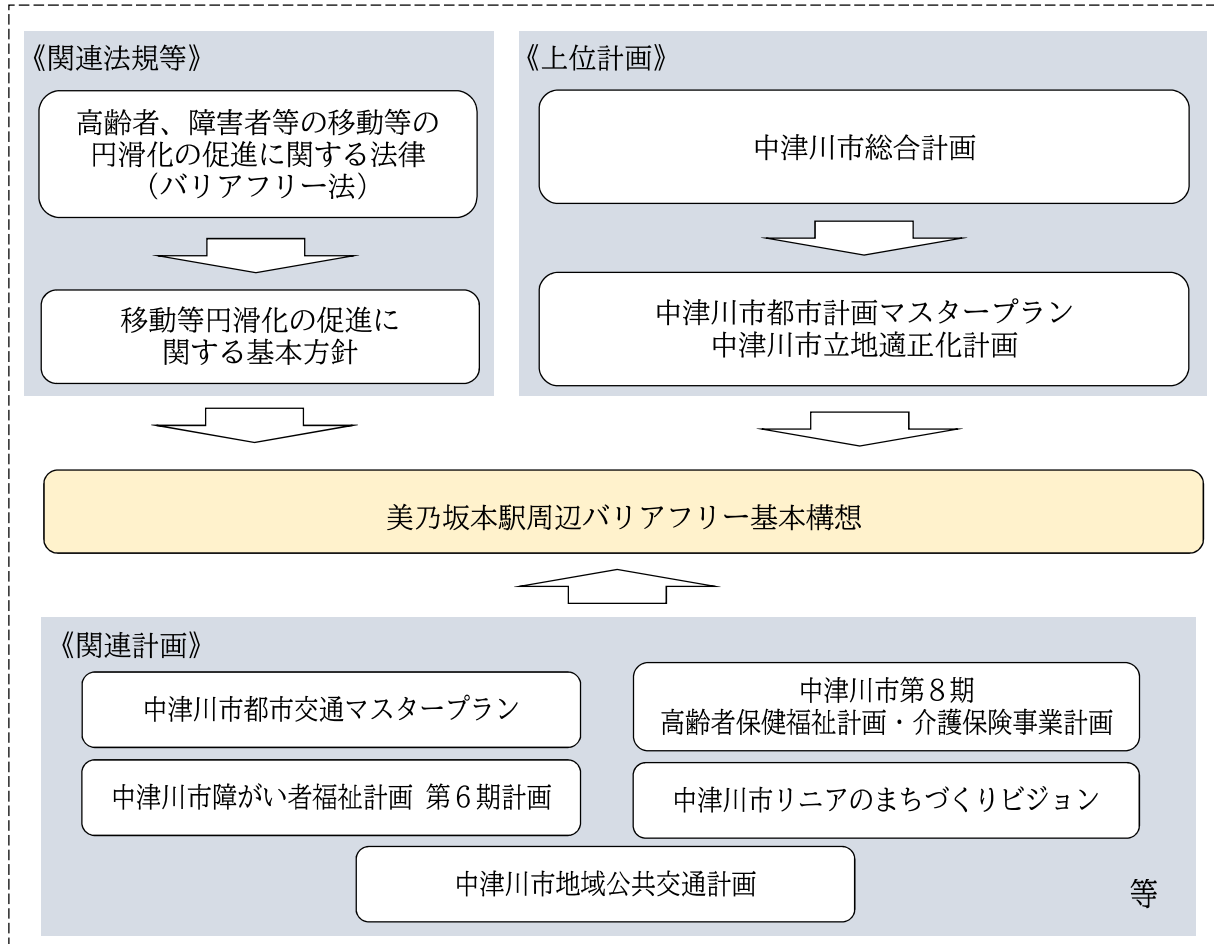 《関連法規等》
高齢者、障害者等の移動等の
円滑化の促進に関する法律
（バリアフリー法）
移動等円滑化の促進に
関する基本方針
《上位計画》
中津川市総合計画
中津川市都市計画マスタープラン
中津川市立地適正化計画
美乃坂本駅周辺バリアフリー基本構想
《関連計画》
中津川市都市交通マスタープラン
中津川市第８期
高齢者保健福祉計画・介護保険事業計画
中津川市障がい者福祉計画 第６期計画
中津川市リニアのまちづくりビジョン
中津川市地域公共交通計画
等